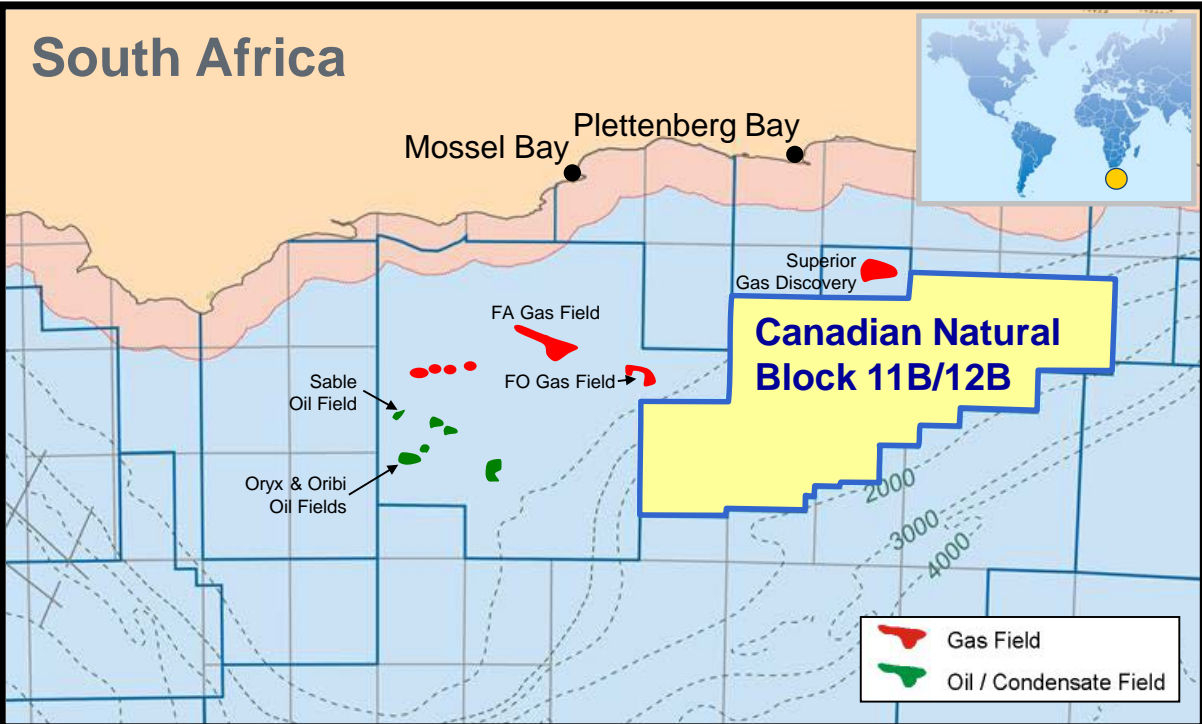 South Africa
Plettenberg Bay
Mossel Bay
Superior
Gas Discovery
FA Gas Field
Canadian Natural
Block 11B/12B
FO Gas Field
Sable
Oil Field
Oryx & Oribi
Oil Fields
2000
3000
4000
Gas Field
Oil / Condensate Field